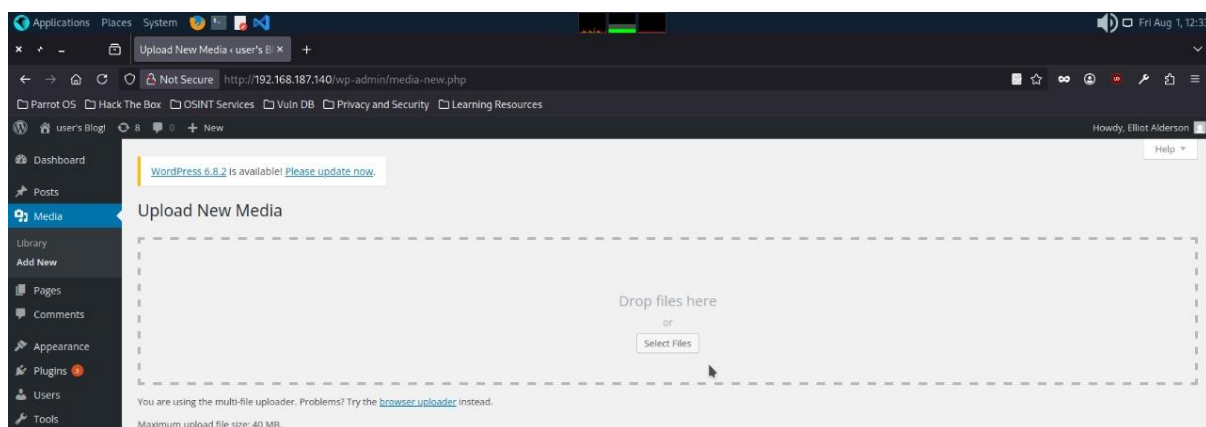 Applications Places System Fri Aug 1, 12:3
Upload New Media ‹ user's Bl × +
Not Secure http://192.168.187.140/wp-admin/media-new.php
Parrot OS Hack The Box OSINT Services Vuln DB Privacy and Security Learning Resources
user's Blog! 8 0 + New Howdy, Elliot Alderson
Dashboard
Help
WordPress 6.8.2 is available! Please update now.
Posts
Media
Upload New Media
Library
Add New
Pages
Drop files here
or
Comments
Select Files
Appearance
Plugins
Users
You are using the multi-file uploader. Problems? Try the browser uploader instead.
Tools
Maximum upload file size: 40 MB.